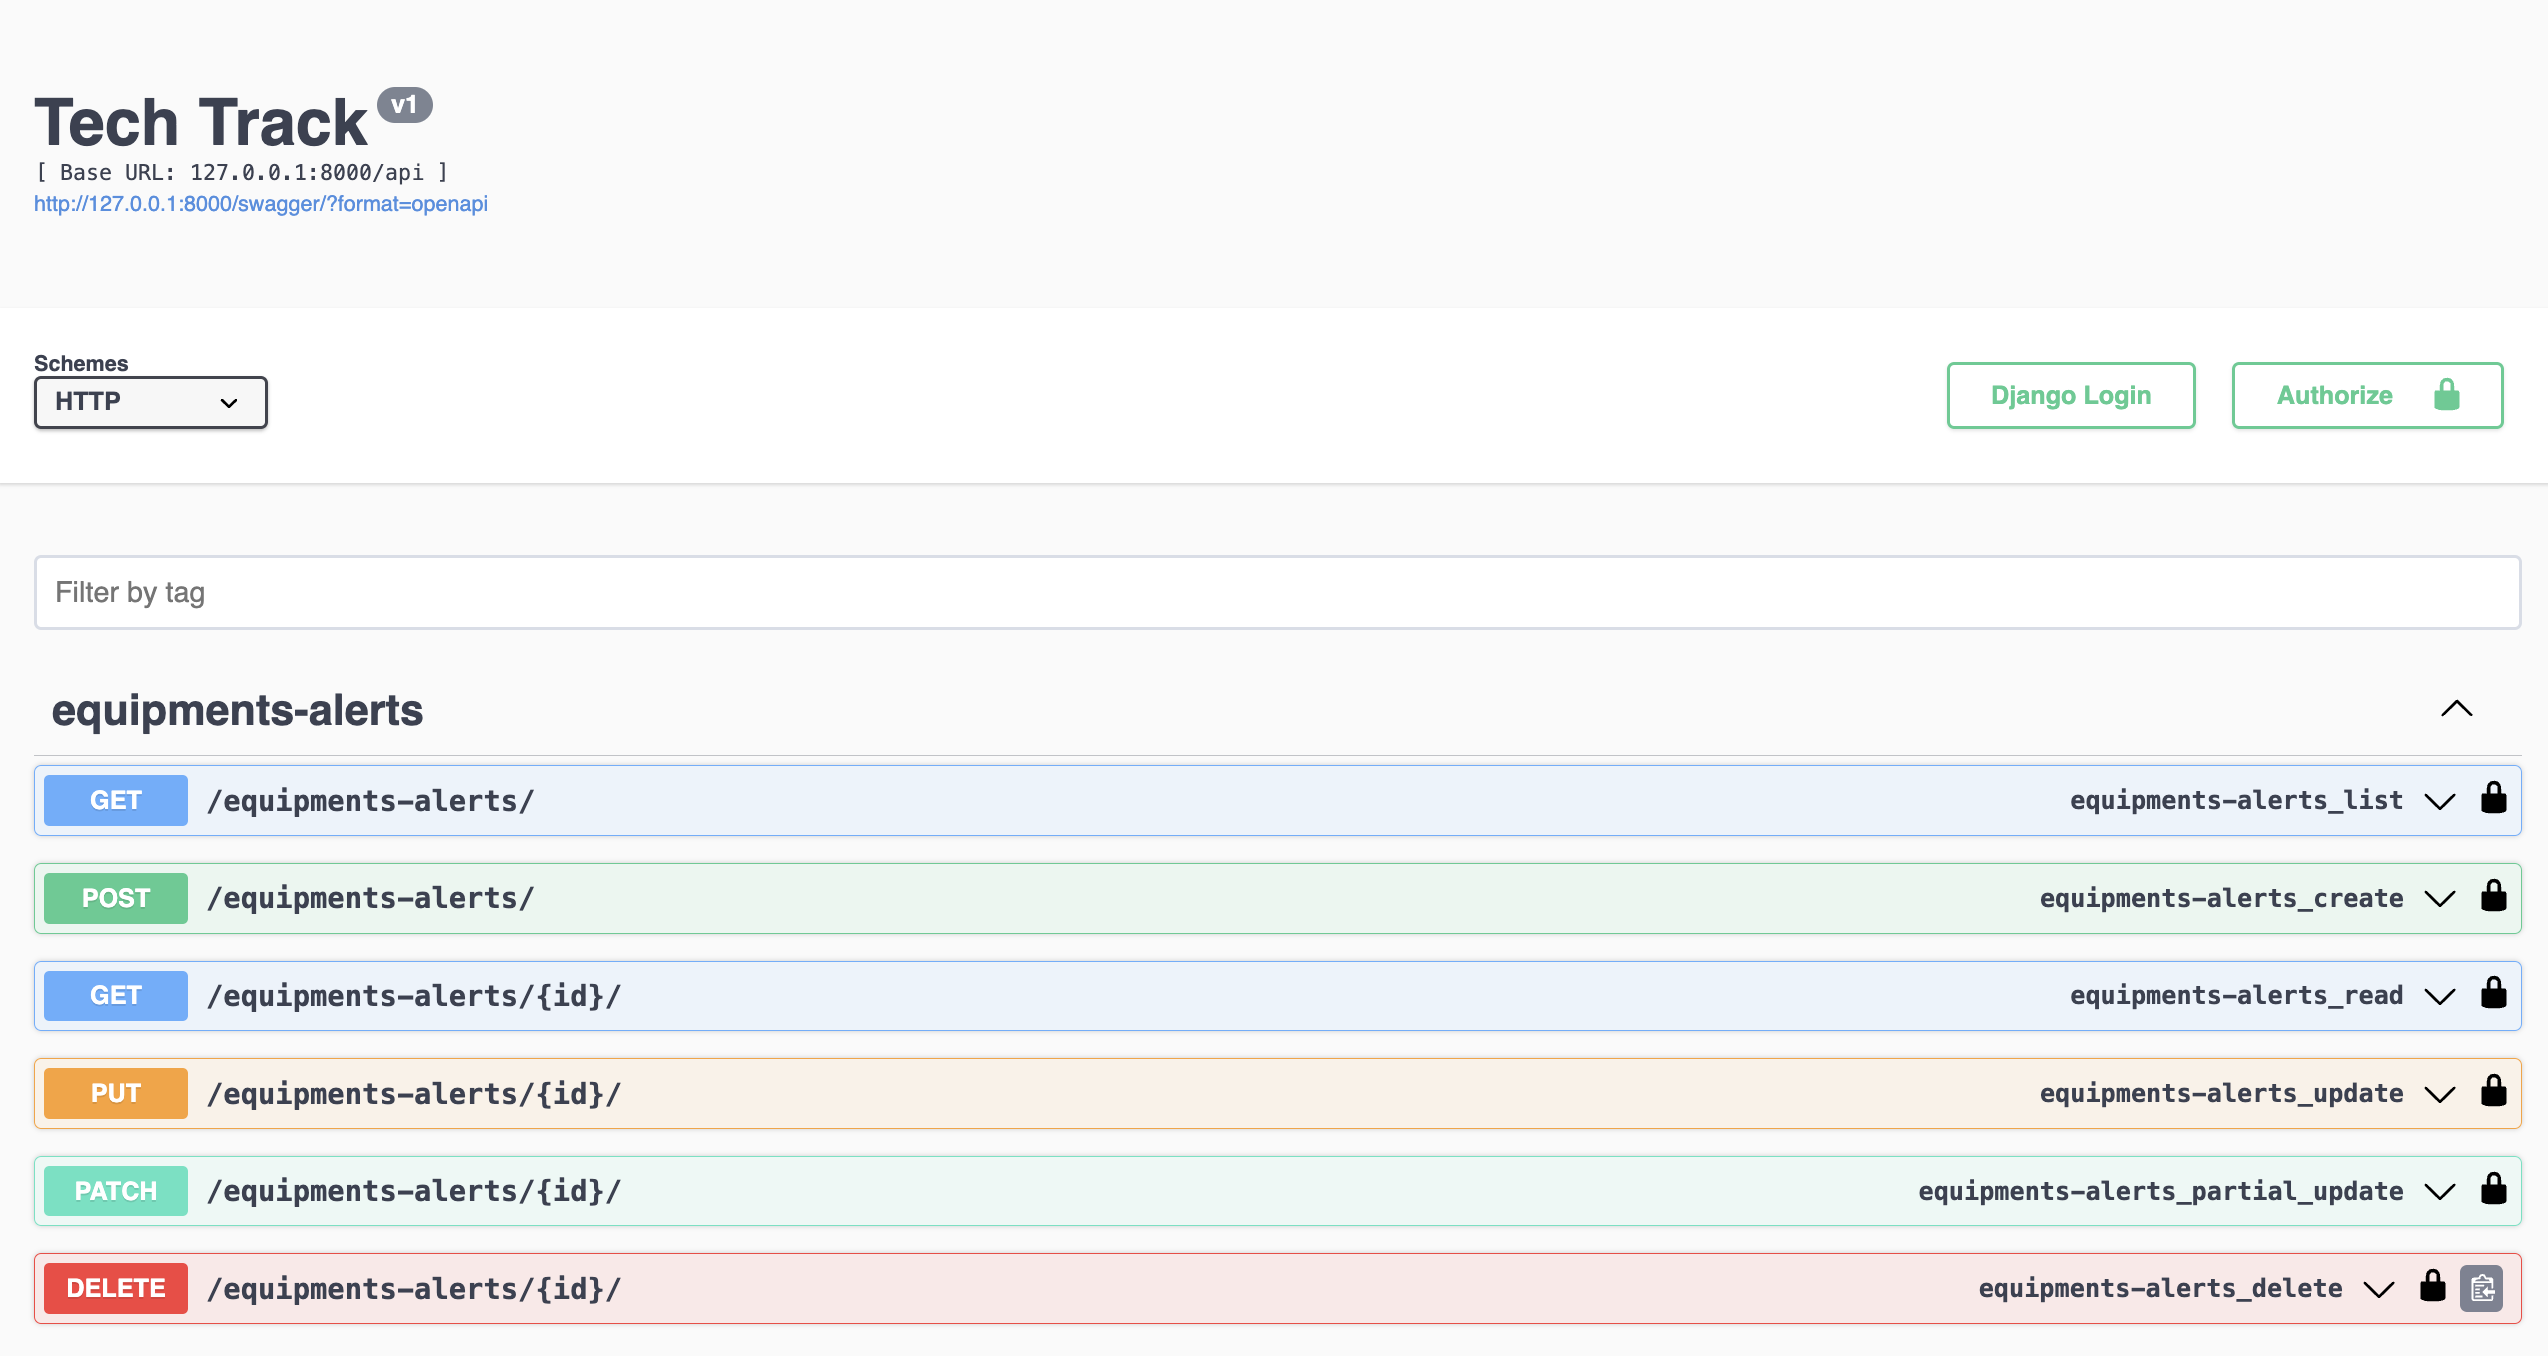 Tech Track v1
[ Base URL: 127.0.0.1:8000/api ]
http://127.0.0.1:8000/swagger/?format=openapi
Schemes
HTTP
Django Login
Authorize
Filter by tag
equipments-alerts
GET /equipments-alerts/ equipments-alerts_list
POST /equipments-alerts/ equipments-alerts_create
GET /equipments-alerts/{id}/ equipments-alerts_read
PUT /equipments-alerts/{id}/ equipments-alerts_update
PATCH /equipments-alerts/{id}/ equipments-alerts_partial_update
DELETE /equipments-alerts/{id}/ equipments-alerts_delete